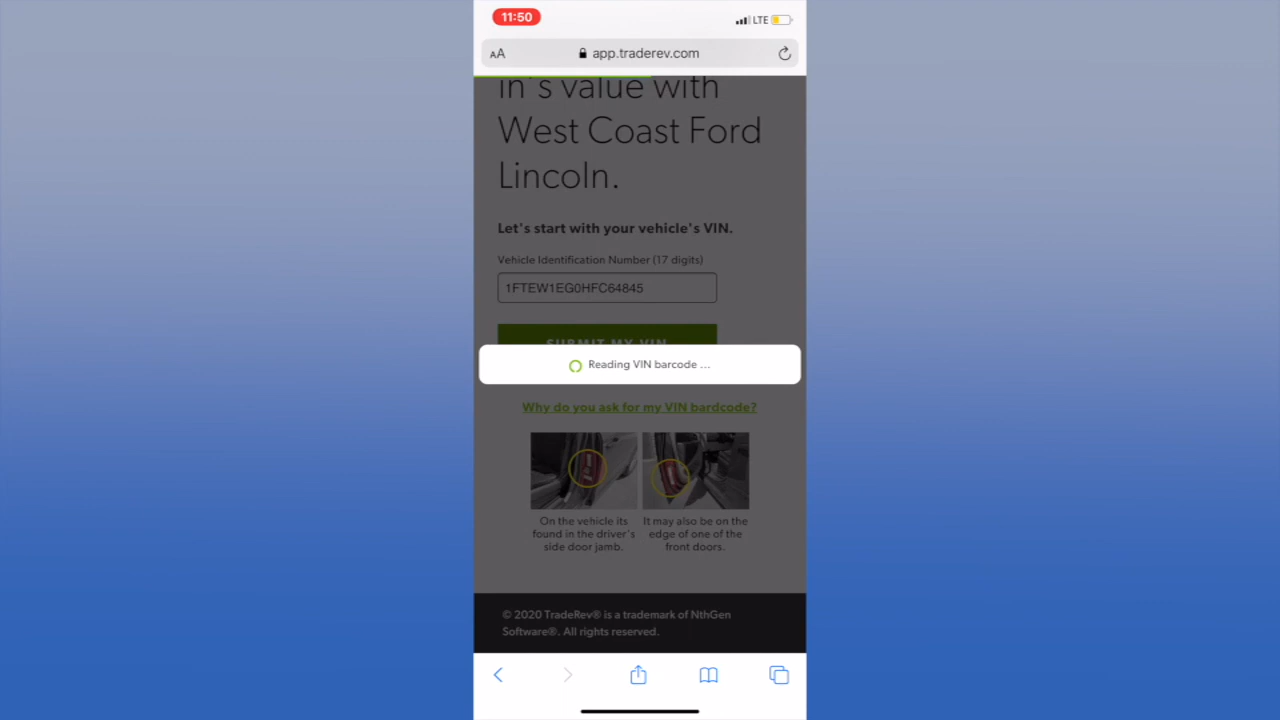 11:50
LTE
AA
app.traderev.com
in's value with
West Coast Ford
Lincoln.
Let's start with your vehicle's VIN.
Vehicle Identification Number (17 digits)
1FTEW1EG0HFC64845
SUBMIT MY VIN
Reading VIN barcode ...
Why do you ask for my VIN bardcode?
On the vehicle its
found in the driver's
side door jamb.
It may also be on the
edge of one of the
front doors.
© 2020 TradeRev® is a trademark of NthGen
Software®. All rights reserved.